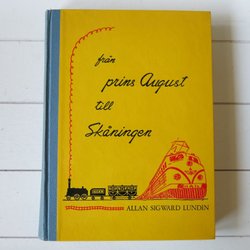 från
prins August
till
Skåningen
ALLAN·SIGWARD·LUNDIN